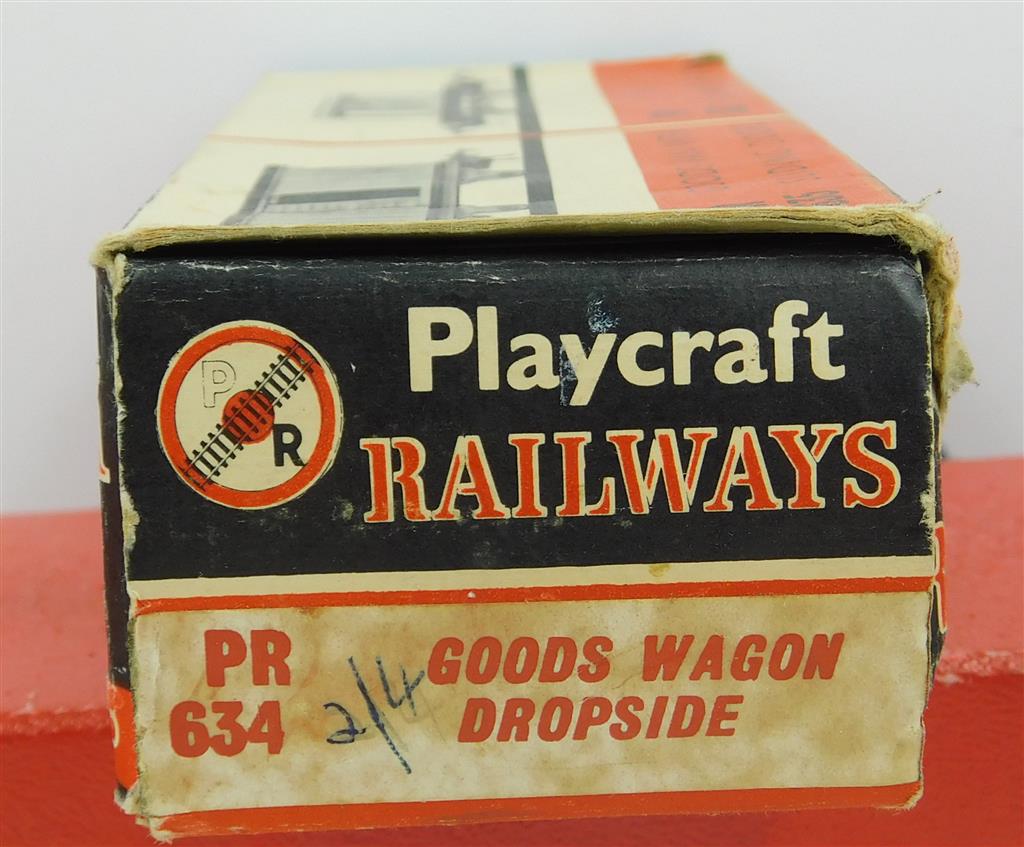 Playcraft
RAILWAYS
P
R
PR
634
2/4
GOODS WAGON
DROPSIDE